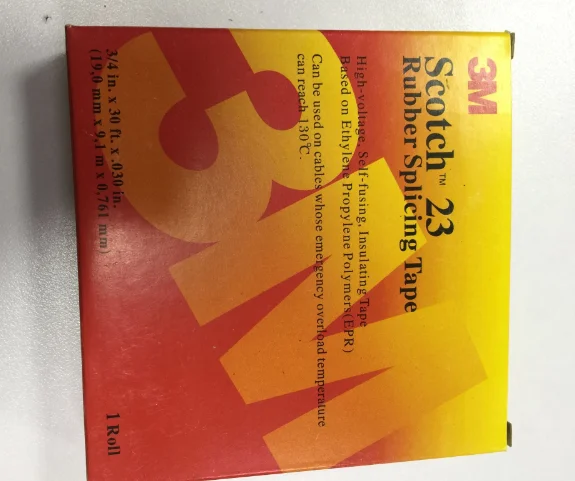 3M
Scotch™ 23
Rubber Splicing Tape
High-voltage, Self-fusing, Insulating Tape
Based on Ethylene Propylene Polymers(EPR)
Can be used on cables whose emergency overload temperature
can reach 130℃.
3/4 in. x 30 ft. x .030 in.
(19,0 mm x 9,1 m x 0,761 mm)
1 Roll
3M